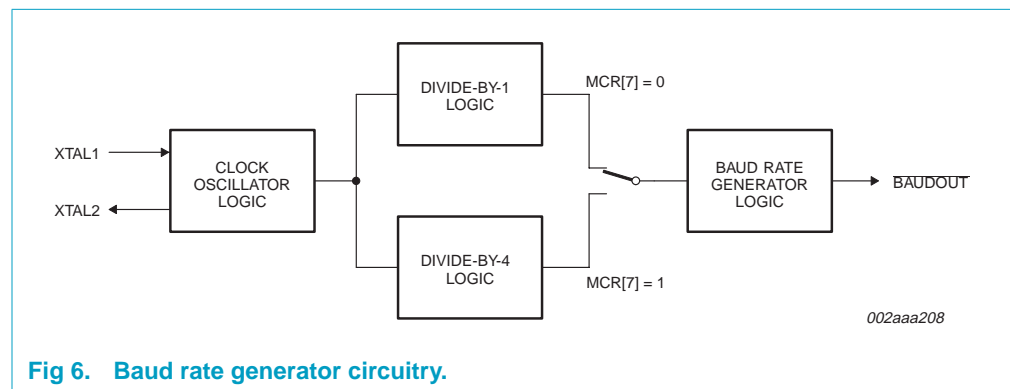 XTAL1
XTAL2
CLOCK
OSCILLATOR
LOGIC
DIVIDE-BY-1
LOGIC
MCR[7] = 0
DIVIDE-BY-4
LOGIC
MCR[7] = 1
BAUD RATE
GENERATOR
LOGIC
BAUDOUT
002aaa208
Fig 6. Baud rate generator circuitry.